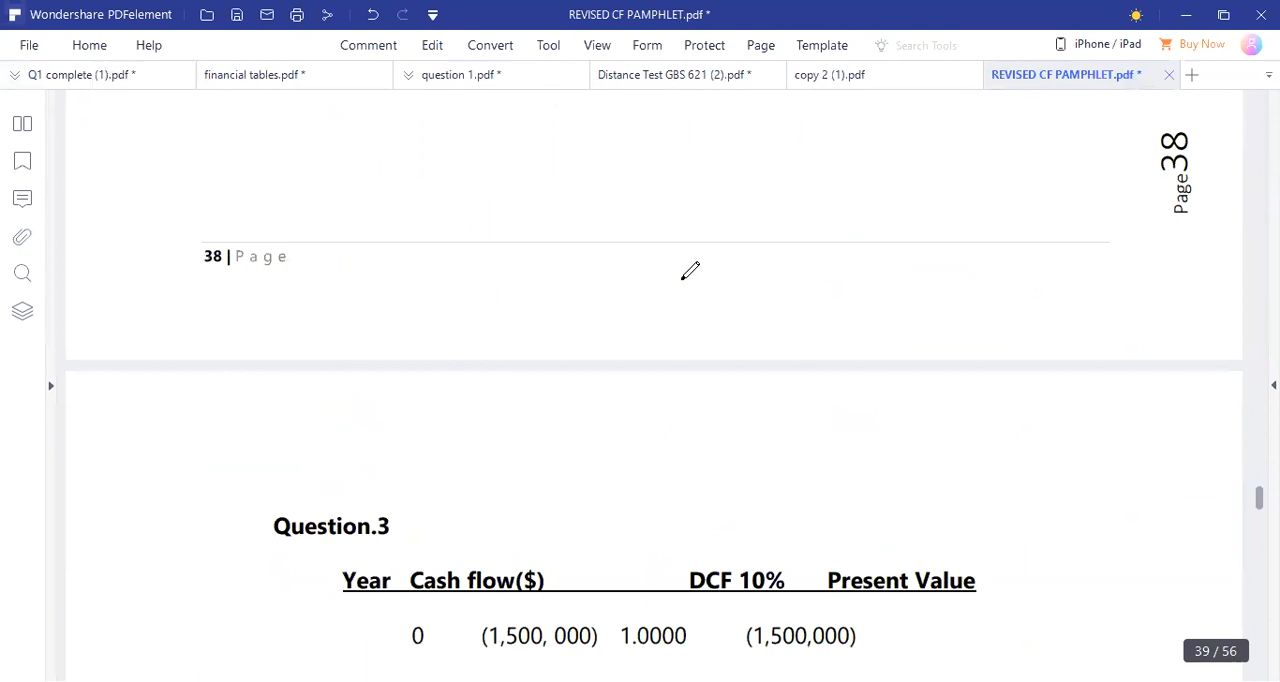 Wondershare PDFelement
REVISED CF PAMPHLET.pdf *
File Home Help Comment Edit Convert Tool View Form Protect Page Template Search Tools iPhone / iPad Buy Now
Q1 complete (1).pdf * financial tables.pdf * question 1.pdf * Distance Test GBS 621 (2).pdf * copy 2 (1).pdf REVISED CF PAMPHLET.pdf *
Page38
38 | Page
Question.3
Year Cash flow($) DCF 10% Present Value
0 (1,500, 000) 1.0000 (1,500,000)
39 / 56